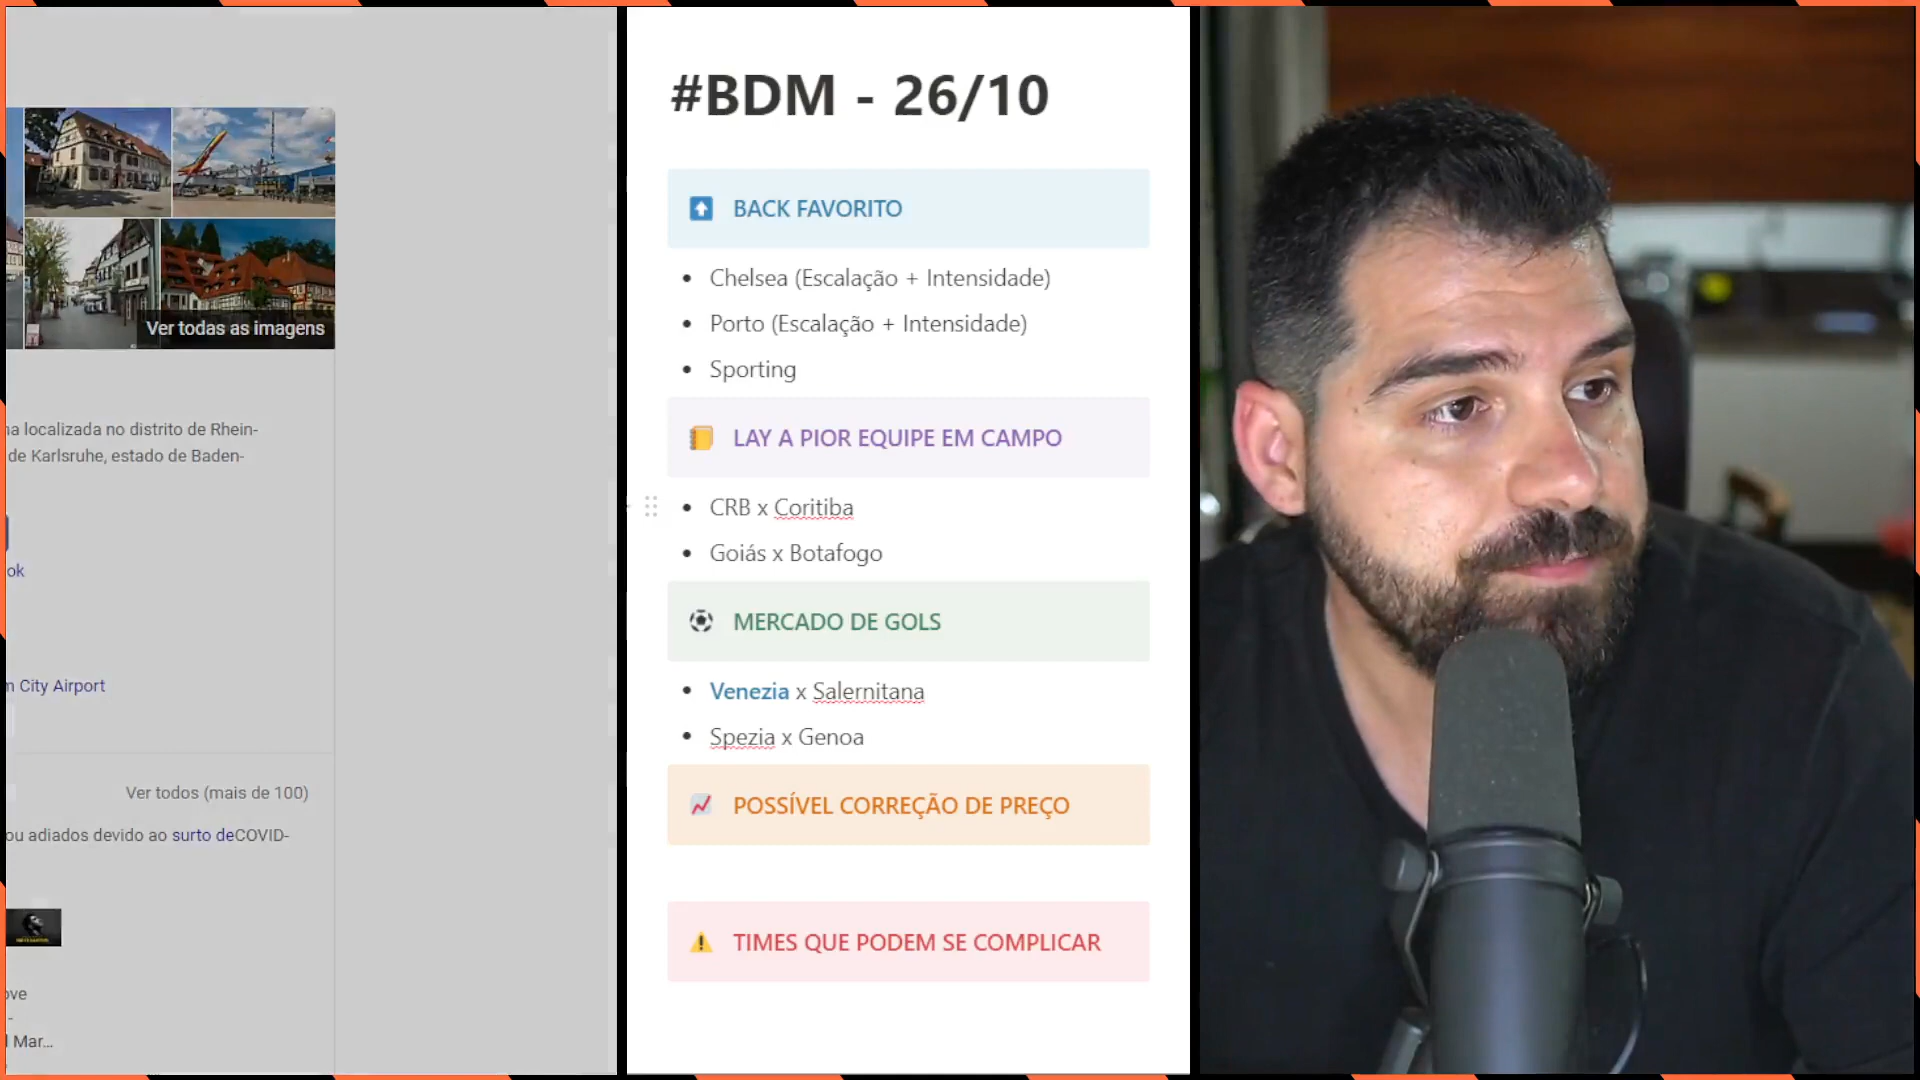 Ver todas as imagens
na localizada no distrito de Rhein-
de Karlsruhe, estado de Baden-
ok
n City Airport
Ver todos (mais de 100)
ou adiados devido ao surto deCOVID-
ove
-
l Mar...
#BDM - 26/10
BACK FAVORITO
• Chelsea (Escalação + Intensidade)
• Porto (Escalação + Intensidade)
• Sporting
LAY A PIOR EQUIPE EM CAMPO
• CRB x Coritiba
• Goiás x Botafogo
MERCADO DE GOLS
• Venezia x Salernitana
• Spezia x Genoa
POSSÍVEL CORREÇÃO DE PREÇO
TIMES QUE PODEM SE COMPLICAR